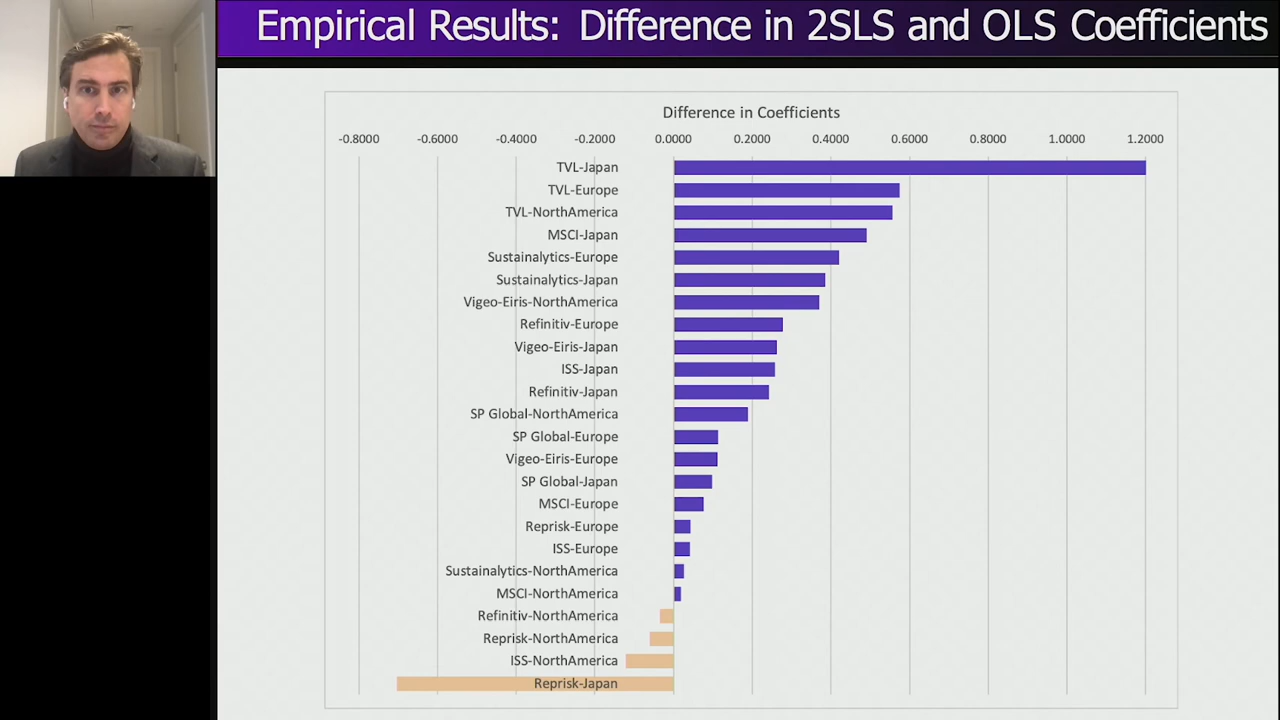 Empirical Results: Difference in 2SLS and OLS Coefficients
Difference in Coefficients
-0.8000 -0.6000 -0.4000 -0.2000 0.0000 0.2000 0.4000 0.6000 0.8000 1.0000 1.2000
TVL-Japan
TVL-Europe
TVL-NorthAmerica
MSCI-Japan
Sustainalytics-Europe
Sustainalytics-Japan
Vigeo-Eiris-NorthAmerica
Refinitiv-Europe
Vigeo-Eiris-Japan
ISS-Japan
Refinitiv-Japan
SP Global-NorthAmerica
SP Global-Europe
Vigeo-Eiris-Europe
SP Global-Japan
MSCI-Europe
Reprisk-Europe
ISS-Europe
Sustainalytics-NorthAmerica
MSCI-NorthAmerica
Refinitiv-NorthAmerica
Reprisk-NorthAmerica
ISS-NorthAmerica
Reprisk-Japan